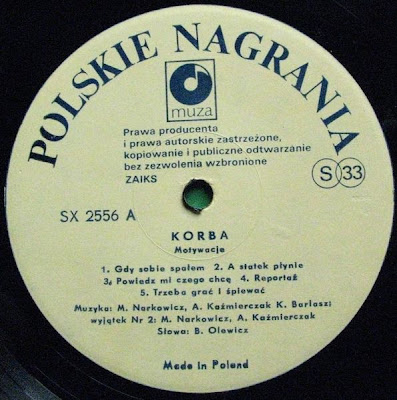 POLSKIE NAGRANIA
muza
Prawa producenta
i prawa autorskie zastrzeżone,
kopiowanie i publiczne odtwarzanie
bez zezwolenia wzbronione
ZAIKS
S 33
SX 2556 A
KORBA
Motywacja
1. Gdy sobie spałem 2. A statek płynie
3. Powiedz mi czego chcę 4. Reportaż
5. Trzeba grać i śpiewać
Muzyka: M. Narkowicz, A. Kaźmierczak K. Barlaszi
wyjątek Nr 2: M. Narkowicz, A. Kaźmierczak
Słowa: B. Olewicz
Made in Poland